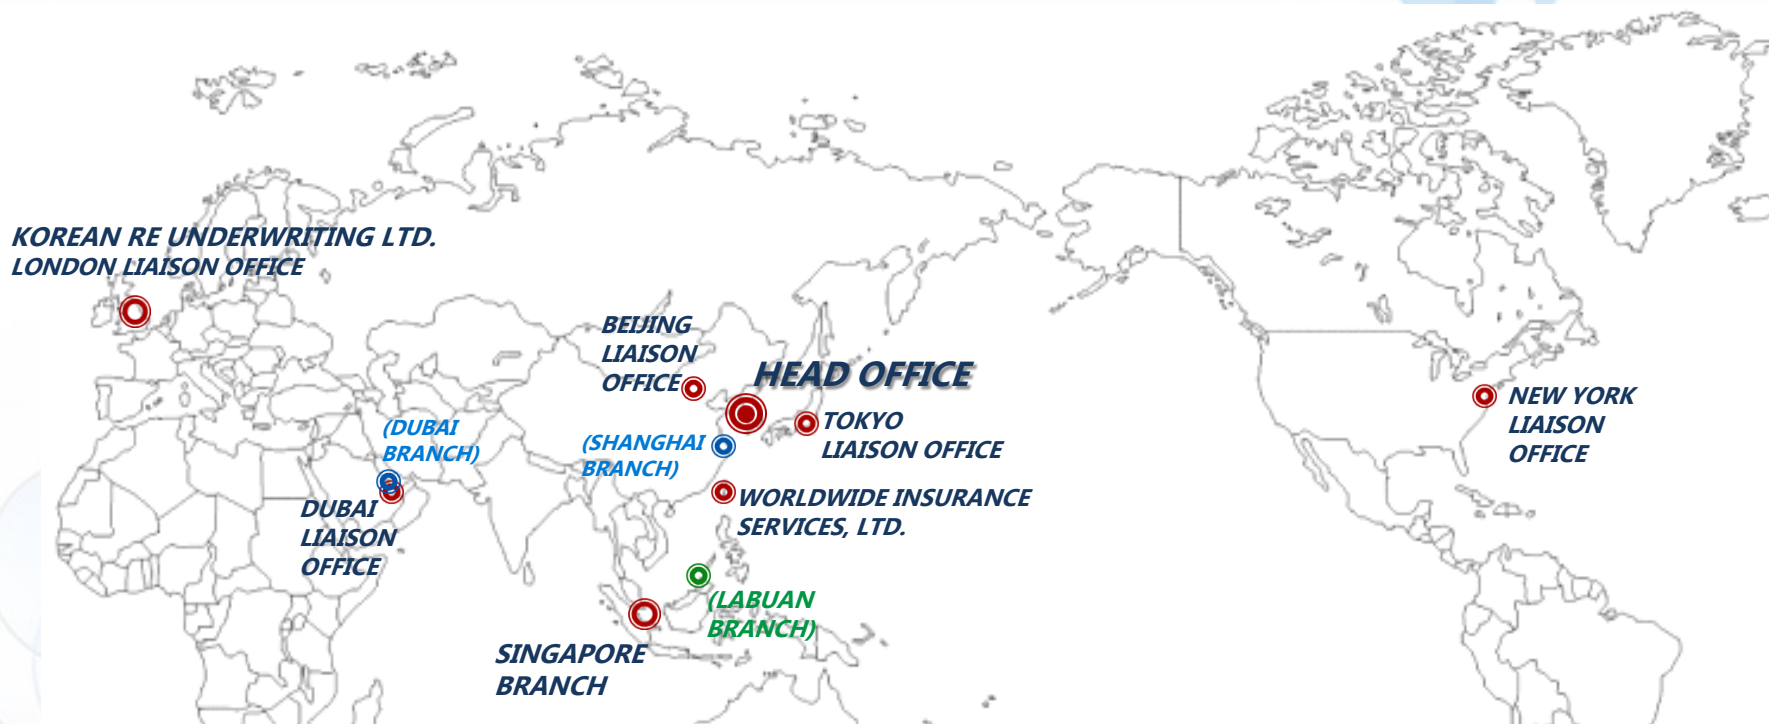 KOREAN RE UNDERWRITING LTD.
LONDON LIAISON OFFICE
BEIJING
LIAISON
OFFICE
HEAD OFFICE
TOKYO
LIAISON OFFICE
NEW YORK
LIAISON
OFFICE
(DUBAI
BRANCH)
(SHANGHAI
BRANCH)
DUBAI
LIAISON
OFFICE
WORLDWIDE INSURANCE
SERVICES, LTD.
(LABUAN
BRANCH)
SINGAPORE
BRANCH